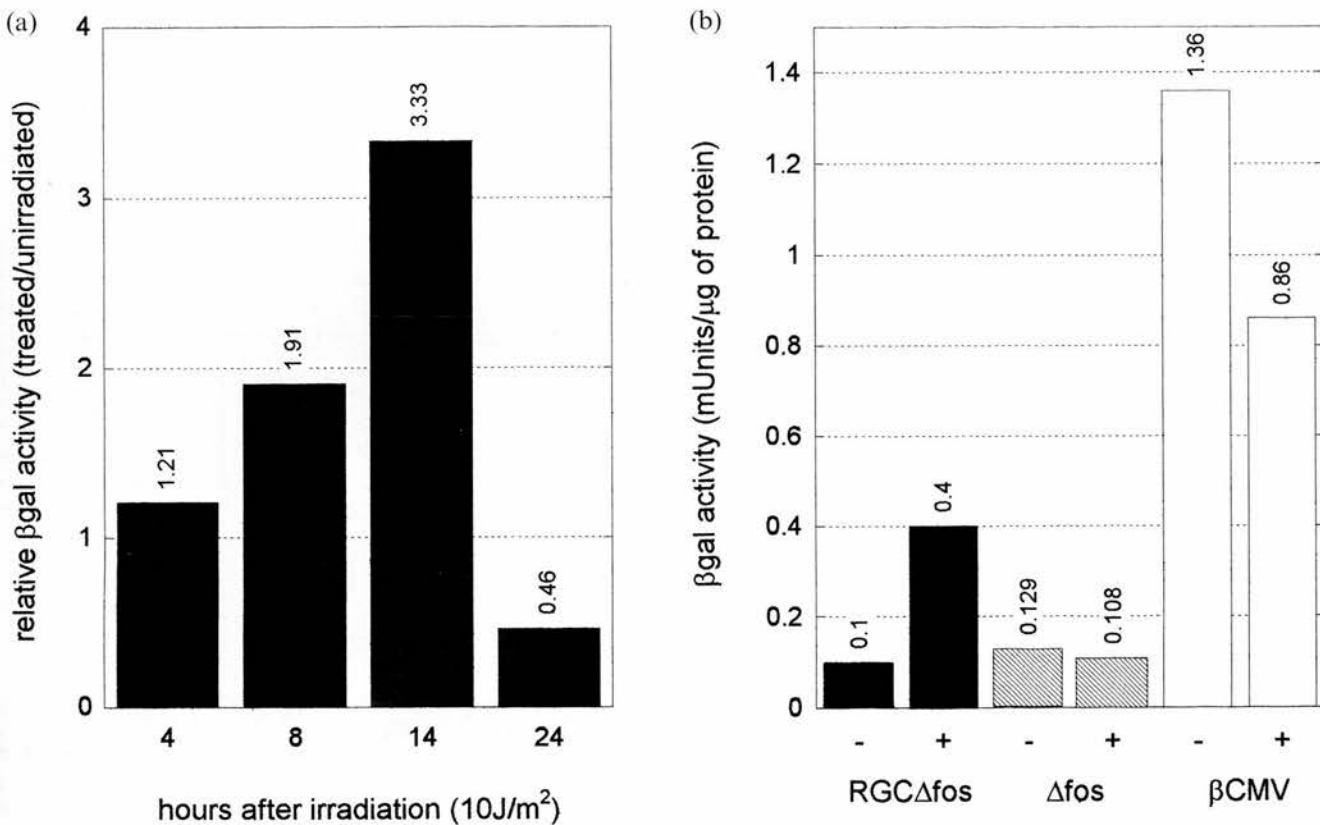 (a)
relative βgal activity (treated/unirradiated)
4
3
2
1
0
1.21
1.91
3.33
0.46
4 8 14 24
hours after irradiation (10J/m²)
(b)
βgal activity (mUnits/μg of protein)
1.4
1.2
1
0.8
0.6
0.4
0.2
0
0.1
0.4
0.129
0.108
1.36
0.86
- + - + - +
RGCΔfos Δfos βCMV